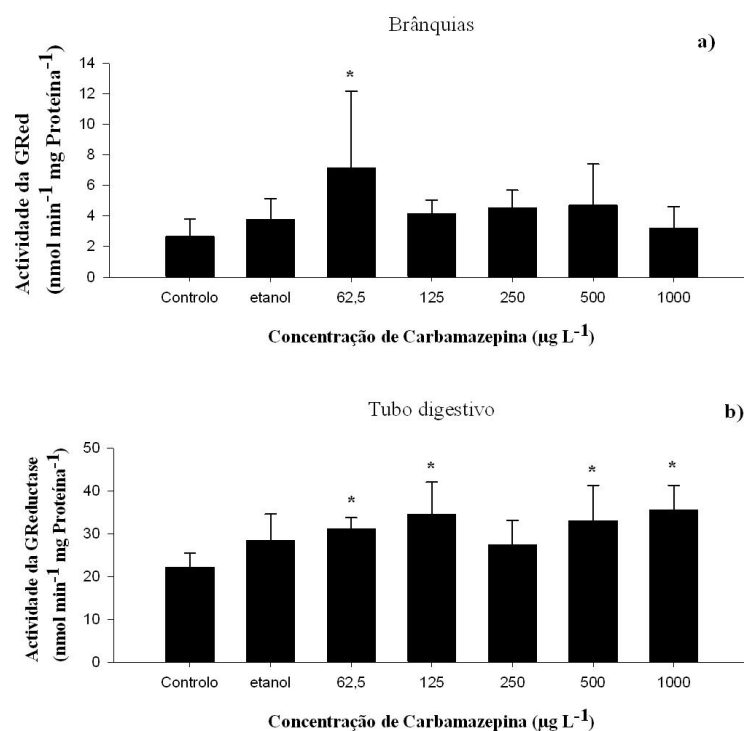 Brânquias
a)
Actividade da GRed
(nmol min-1 mg Proteína-1)
14
12
10
8
6
4
2
0
*
Controlo etanol 62,5 125 250 500 1000
Concentração de Carbamazepina (µg L-1)
Tubo digestivo
b)
Actividade da GReductase
(nmol min-1 mg Proteína-1)
50
40
30
20
10
0
* * * *
Controlo etanol 62,5 125 250 500 1000
Concentração de Carbamazepina (µg L-1)